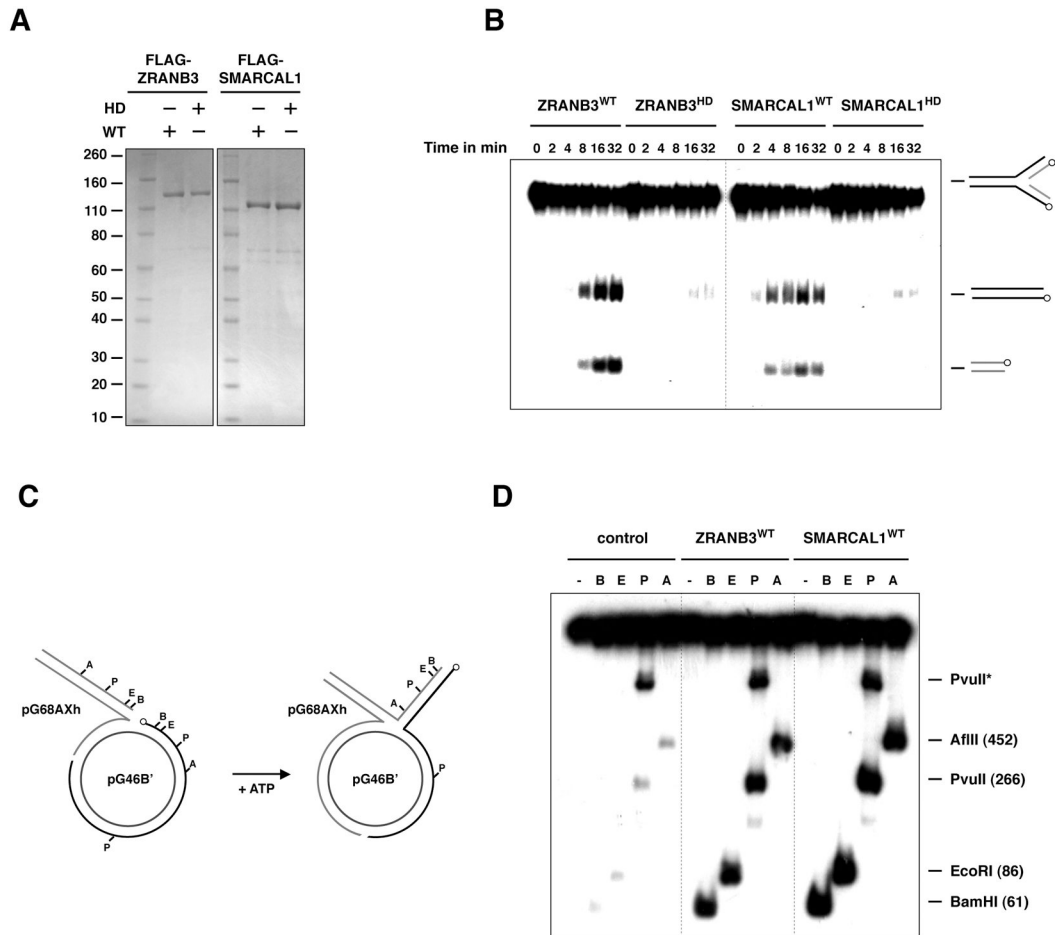 A
FLAG-
ZRANB3
FLAG-
SMARCAL1
HD − + − +
WT + − + −
260
160
110
80
60
50
40
30
20
10
B
ZRANB3WT ZRANB3HD SMARCAL1WT SMARCAL1HD
Time in min 0 2 4 8 16 32 0 2 4 8 16 32 0 2 4 8 16 32 0 2 4 8 16 32
C
A
P
E
B
pG68AXh
B
E
P
A
P
pG46B'
+ ATP
B
E
P
A
pG68AXh
P
pG46B'
D
control ZRANB3WT SMARCAL1WT
- B E P A - B E P A - B E P A
PvuII*
AflII (452)
PvuII (266)
EcoRI (86)
BamHI (61)